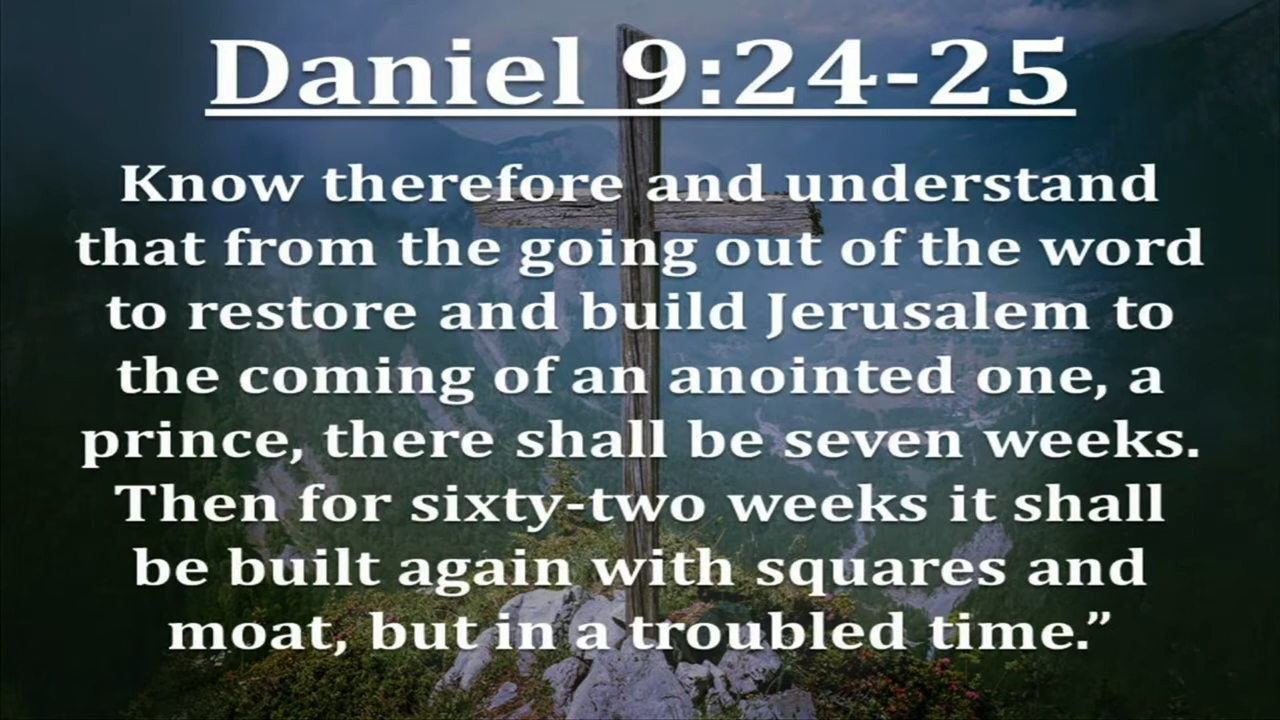 Daniel 9:24-25
Know therefore and understand
that from the going out of the word
to restore and build Jerusalem to
the coming of an anointed one, a
prince, there shall be seven weeks.
Then for sixty-two weeks it shall
be built again with squares and
moat, but in a troubled time.”